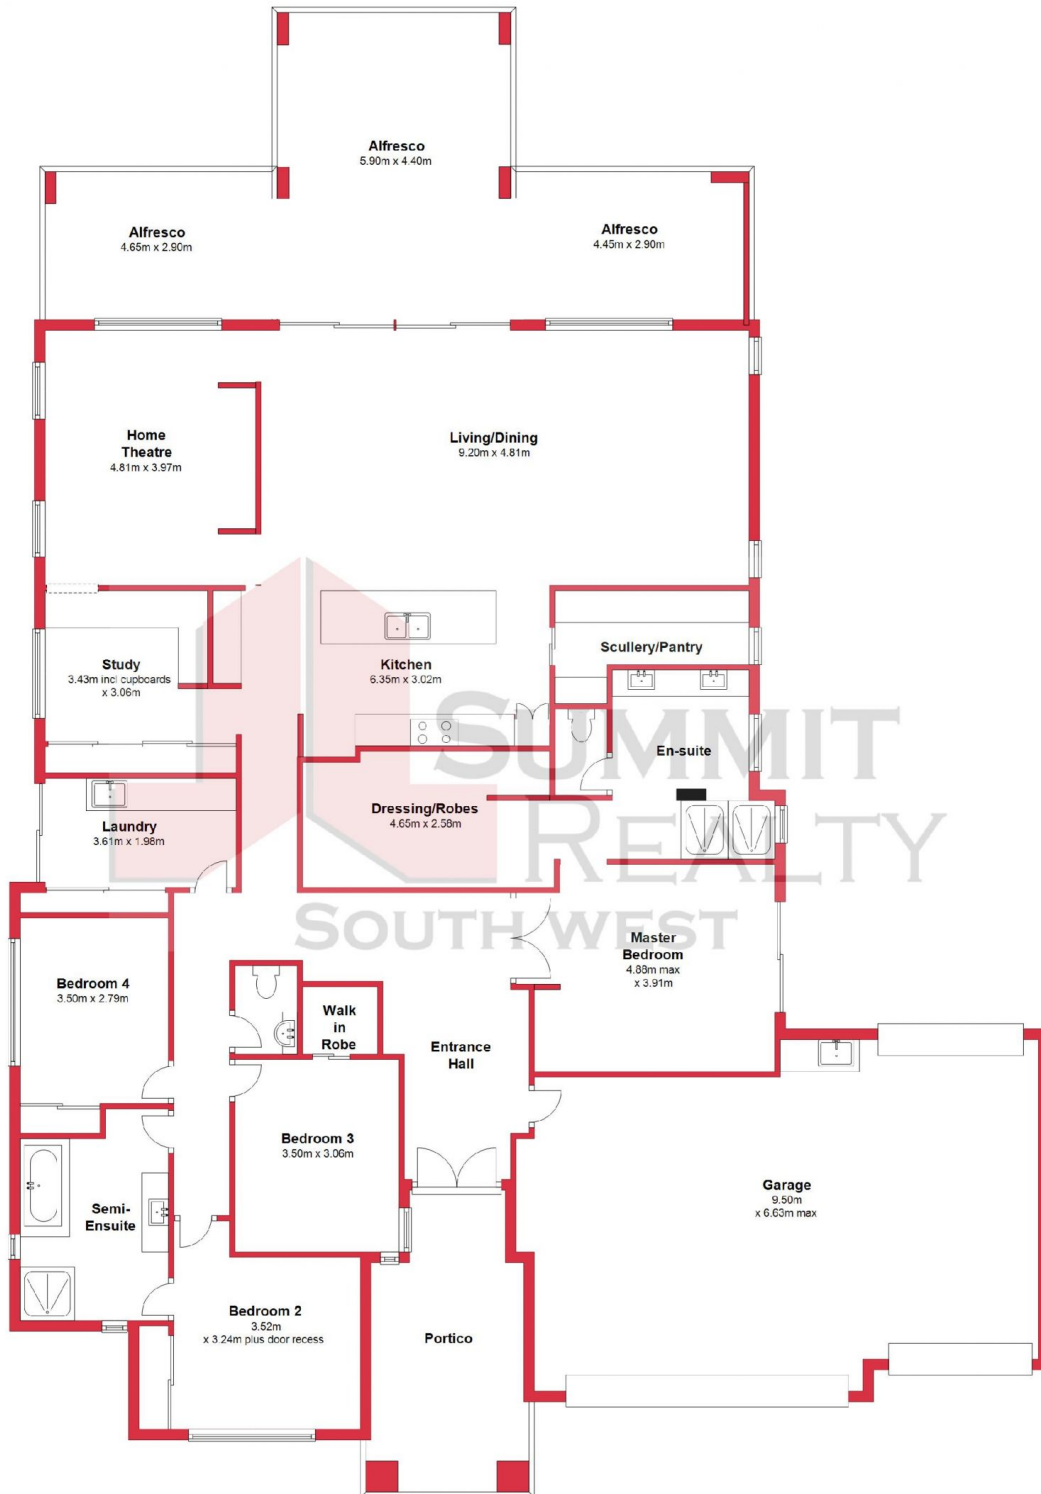 Alfresco
5.90m x 4.40m
Alfresco
4.65m x 2.90m
Alfresco
4.45m x 2.90m
Home
Theatre
4.81m x 3.97m
Living/Dining
9.20m x 4.81m
Study
3.43m incl cupboards
x 3.06m
Kitchen
6.35m x 3.02m
Scullery/Pantry
En-suite
SUMMIT
REALTY
SOUTH WEST
Laundry
3.61m x 1.98m
Dressing/Robes
4.65m x 2.58m
Master
Bedroom
4.88m max
x 3.91m
Bedroom 4
3.50m x 2.79m
Walk
in
Robe
Entrance
Hall
Bedroom 3
3.50m x 3.06m
Semi-
Ensuite
Garage
9.50m
x 6.63m max
Bedroom 2
3.52m
x 3.24m plus door recess
Portico